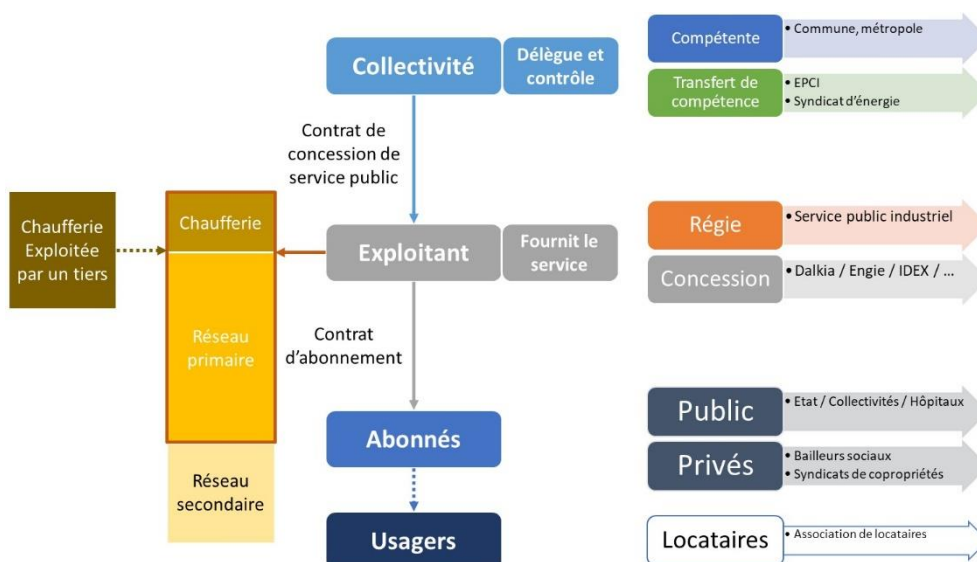 Collectivité
Délègue et
contrôle
Compétente
• Commune, métropole
Transfert de
compétence
• EPCI
• Syndicat d'énergie
Contrat de
concession de
service public
Chaufferie
Exploitée
par un tiers
Chaufferie
Exploitant
Fournit le
service
Régie
• Service public industriel
Concession
• Dalkia / Engie / IDEX / ...
Réseau
primaire
Contrat
d'abonnement
Abonnés
Public
• Etat / Collectivités / Hôpitaux
Privés
• Bailleurs sociaux
• Syndicats de copropriétés
Réseau
secondaire
Usagers
Locataires
• Association de locataires